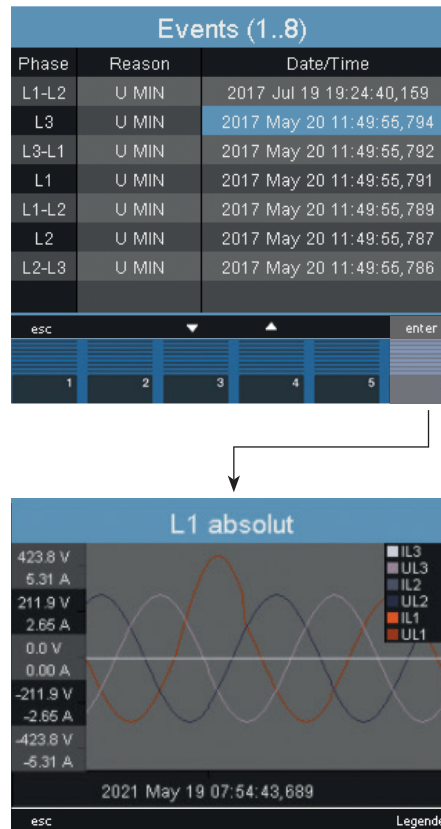 Events (1..8)
Phase Reason Date/Time
L1-L2 U MIN 2017 Jul 19 19:24:40,159
L3 U MIN 2017 May 20 11:49:55,794
L3-L1 U MIN 2017 May 20 11:49:55,792
L1 U MIN 2017 May 20 11:49:55,791
L1-L2 U MIN 2017 May 20 11:49:55,789
L2 U MIN 2017 May 20 11:49:55,787
L2-L3 U MIN 2017 May 20 11:49:55,786
esc enter
1 2 3 4 5
L1 absolut
423.8 V
5.31 A
211.9 V
2.65 A
0.0 V
0.00 A
-211.9 V
-2.65 A
-423.8 V
-5.31 A
IL3
UL3
IL2
UL2
IL1
UL1
2021 May 19 07:54:43,689
esc Legende